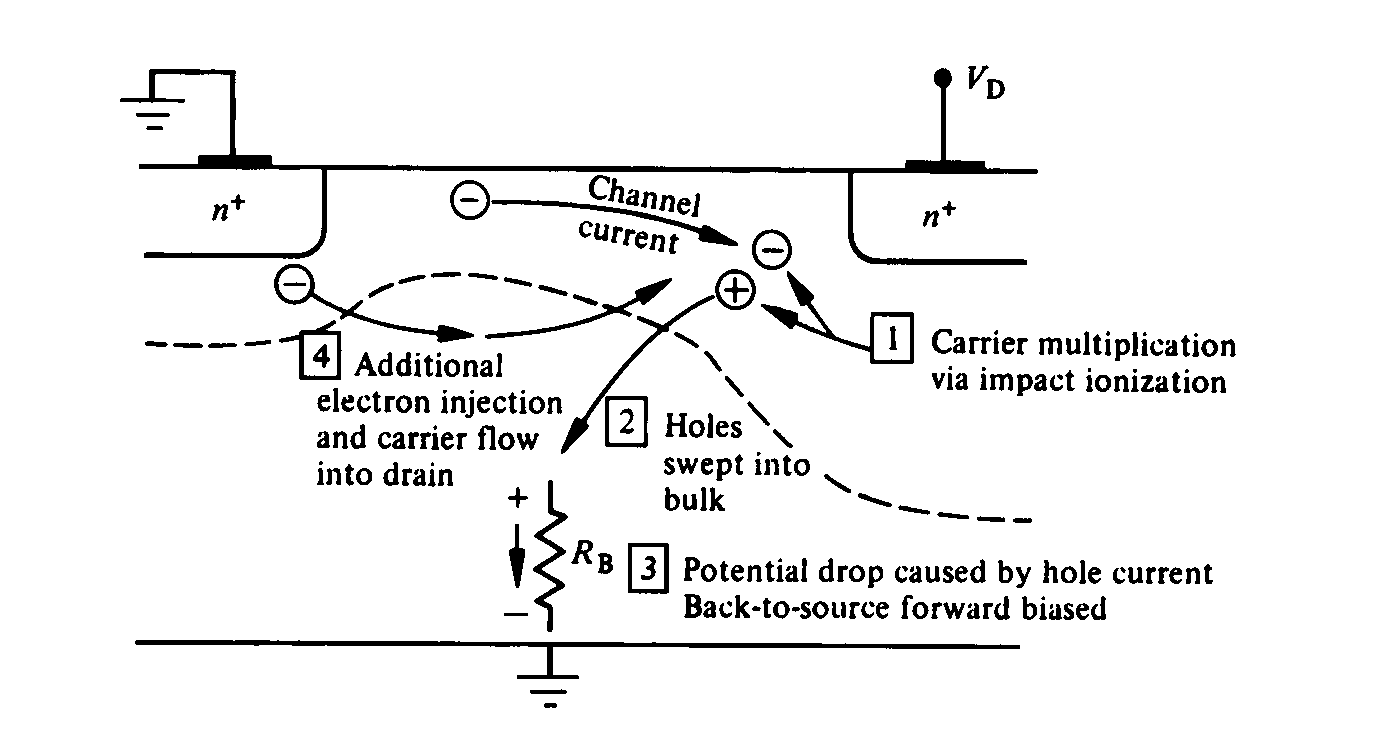 V_D
n⁺
Channel
current
n⁺
1 Carrier multiplication
via impact ionization
4 Additional
electron injection
and carrier flow
into drain
2 Holes
swept into
bulk
+
R_B
−
3 Potential drop caused by hole current
Back-to-source forward biased